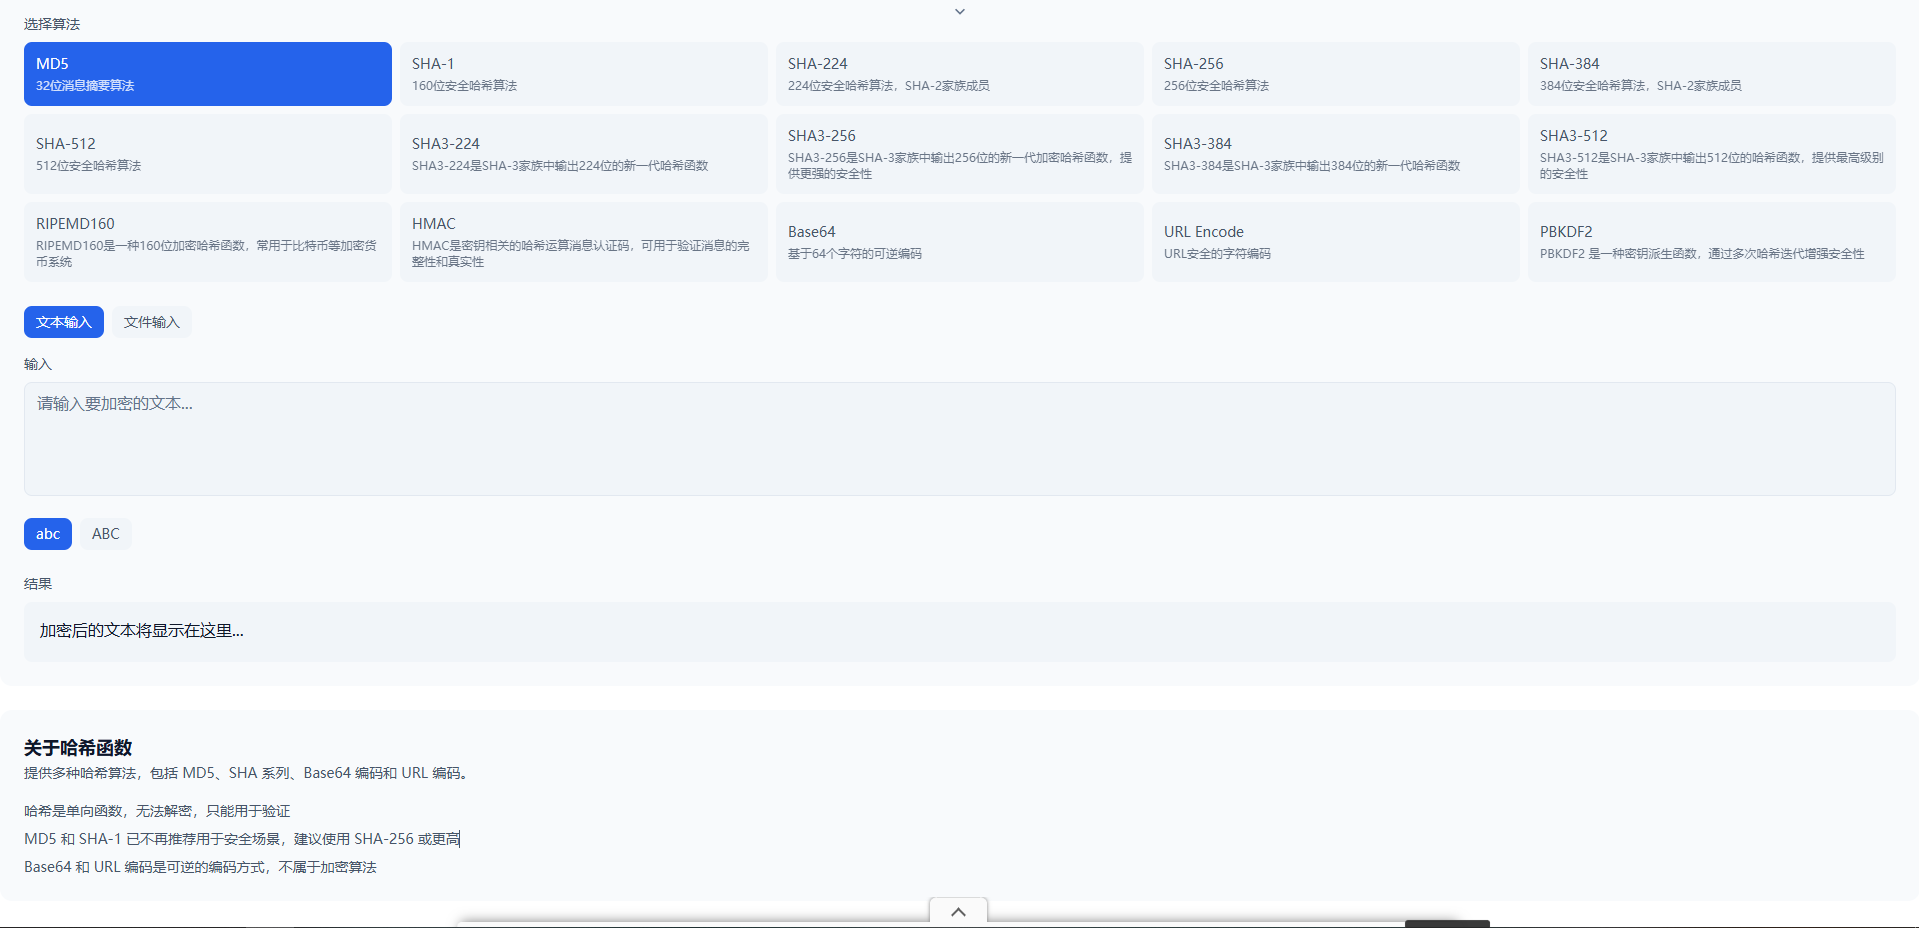 选择算法
MD5
32位消息摘要算法
SHA-1
160位安全哈希算法
SHA-224
224位安全哈希算法，SHA-2家族成员
SHA-256
256位安全哈希算法
SHA-384
384位安全哈希算法，SHA-2家族成员
SHA-512
512位安全哈希算法
SHA3-224
SHA3-224是SHA-3家族中输出224位的新一代哈希函数
SHA3-256
SHA3-256是SHA-3家族中输出256位的新一代加密哈希函数，提
供更强的安全性
SHA3-384
SHA3-384是SHA-3家族中输出384位的新一代哈希函数
SHA3-512
SHA3-512是SHA-3家族中输出512位的哈希函数，提供最高级别
的安全性
RIPEMD160
RIPEMD160是一种160位加密哈希函数，常用于比特币等加密货
币系统
HMAC
HMAC是密钥相关的哈希运算消息认证码，可用于验证消息的完
整性和真实性
Base64
基于64个字符的可逆编码
URL Encode
URL安全的字符编码
PBKDF2
PBKDF2 是一种密钥派生函数，通过多次哈希迭代增强安全性
文本输入 文件输入
输入
请输入要加密的文本...
abc ABC
结果
加密后的文本将显示在这里...
关于哈希函数
提供多种哈希算法，包括 MD5、SHA 系列、Base64 编码和 URL 编码。
哈希是单向函数，无法解密，只能用于验证
MD5 和 SHA-1 已不再推荐用于安全场景，建议使用 SHA-256 或更高
Base64 和 URL 编码是可逆的编码方式，不属于加密算法